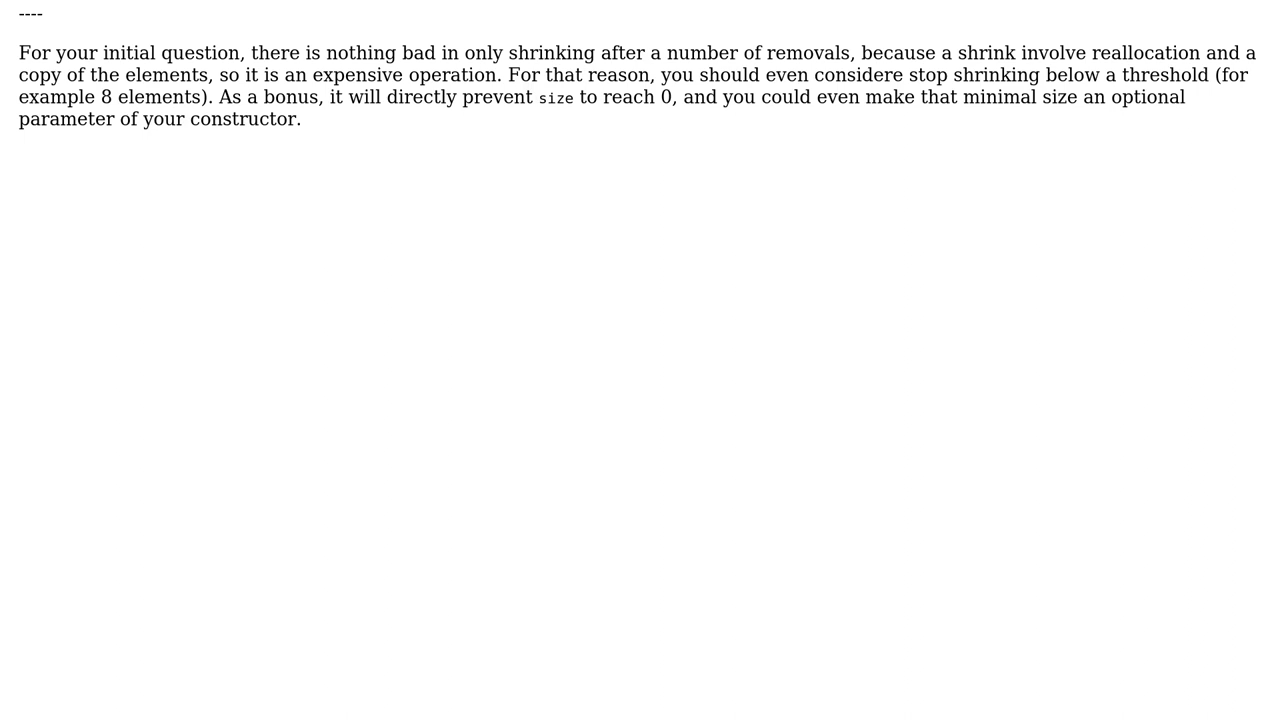 ----
For your initial question, there is nothing bad in only shrinking after a number of removals, because a shrink involve reallocation and a
copy of the elements, so it is an expensive operation. For that reason, you should even considere stop shrinking below a threshold (for
example 8 elements). As a bonus, it will directly prevent size to reach 0, and you could even make that minimal size an optional
parameter of your constructor.